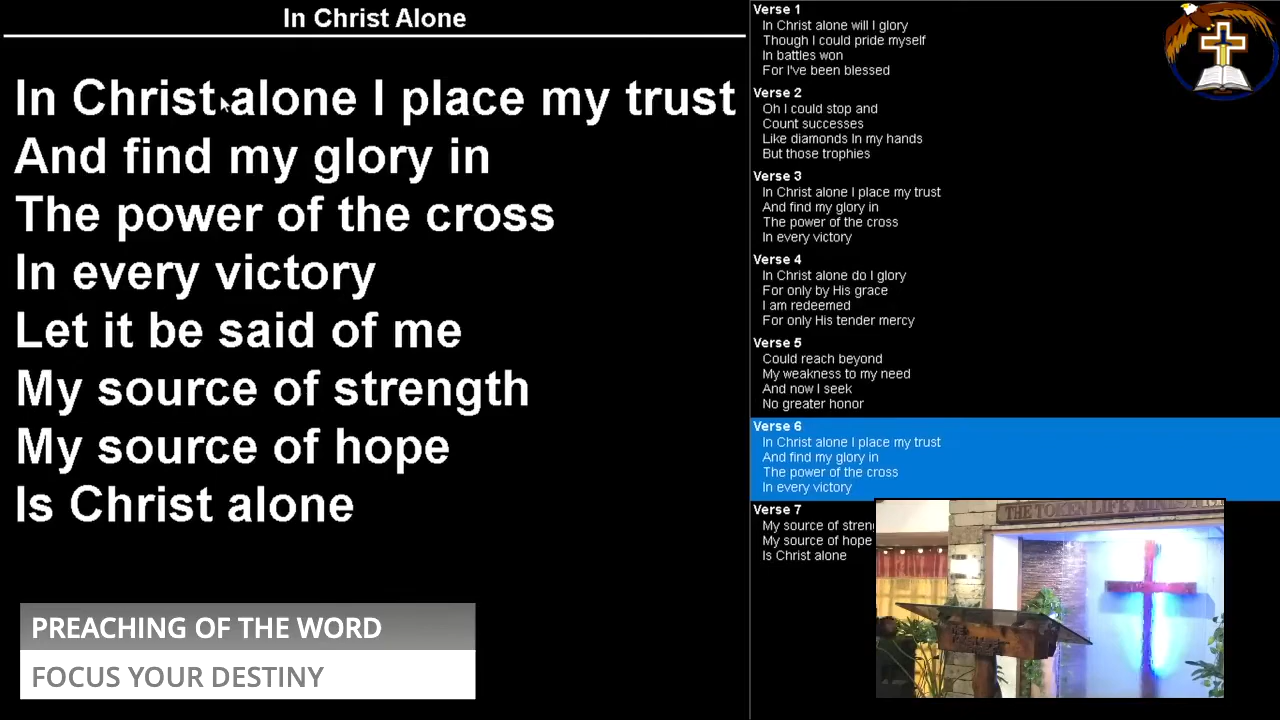 In Christ Alone
In Christ alone I place my trust
And find my glory in
The power of the cross
In every victory
Let it be said of me
My source of strength
My source of hope
Is Christ alone
PREACHING OF THE WORD
FOCUS YOUR DESTINY
Verse 1
In Christ alone will I glory
Though I could pride myself
In battles won
For I've been blessed
Verse 2
Oh I could stop and
Count successes
Like diamonds In my hands
But those trophies
Verse 3
In Christ alone I place my trust
And find my glory in
The power of the cross
In every victory
Verse 4
In Christ alone do I glory
For only by His grace
I am redeemed
For only His tender mercy
Verse 5
Could reach beyond
My weakness to my need
And now I seek
No greater honor
Verse 6
In Christ alone I place my trust
And find my glory in
The power of the cross
In every victory
Verse 7
My source of stren
My source of hope
Is Christ alone
THE TOKEN LIFE